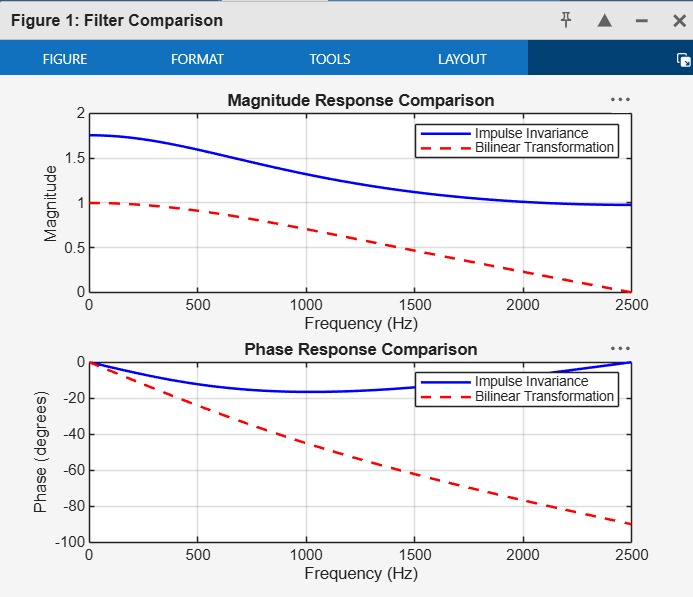 Figure 1: Filter Comparison
FIGURE FORMAT TOOLS LAYOUT
Magnitude Response Comparison
2
1.5
1
0.5
0
Magnitude
Impulse Invariance
Bilinear Transformation
0 500 1000 1500 2000 2500
Frequency (Hz)
Phase Response Comparison
0
-20
-40
-60
-80
-100
Phase (degrees)
Impulse Invariance
Bilinear Transformation
0 500 1000 1500 2000 2500
Frequency (Hz)